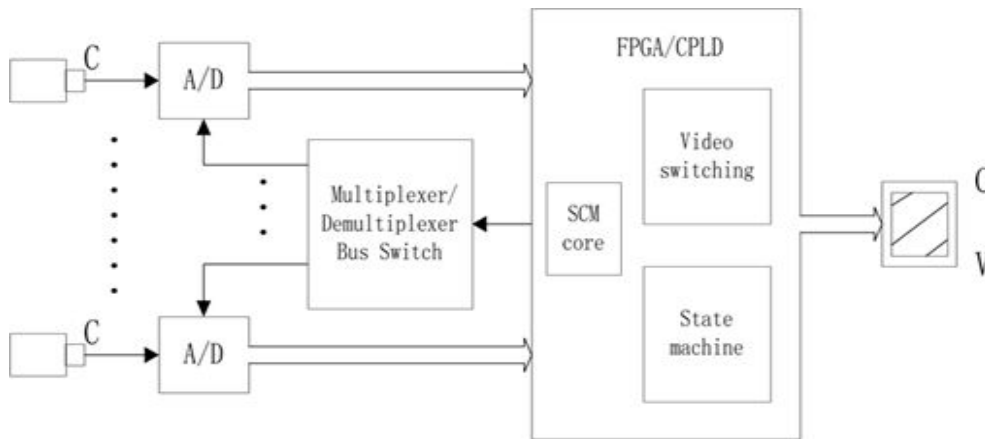 C
A/D
FPGA/CPLD
Video
switching
Multiplexer/
Demultiplexer
Bus Switch
SCM
core
C
A/D
State
machine